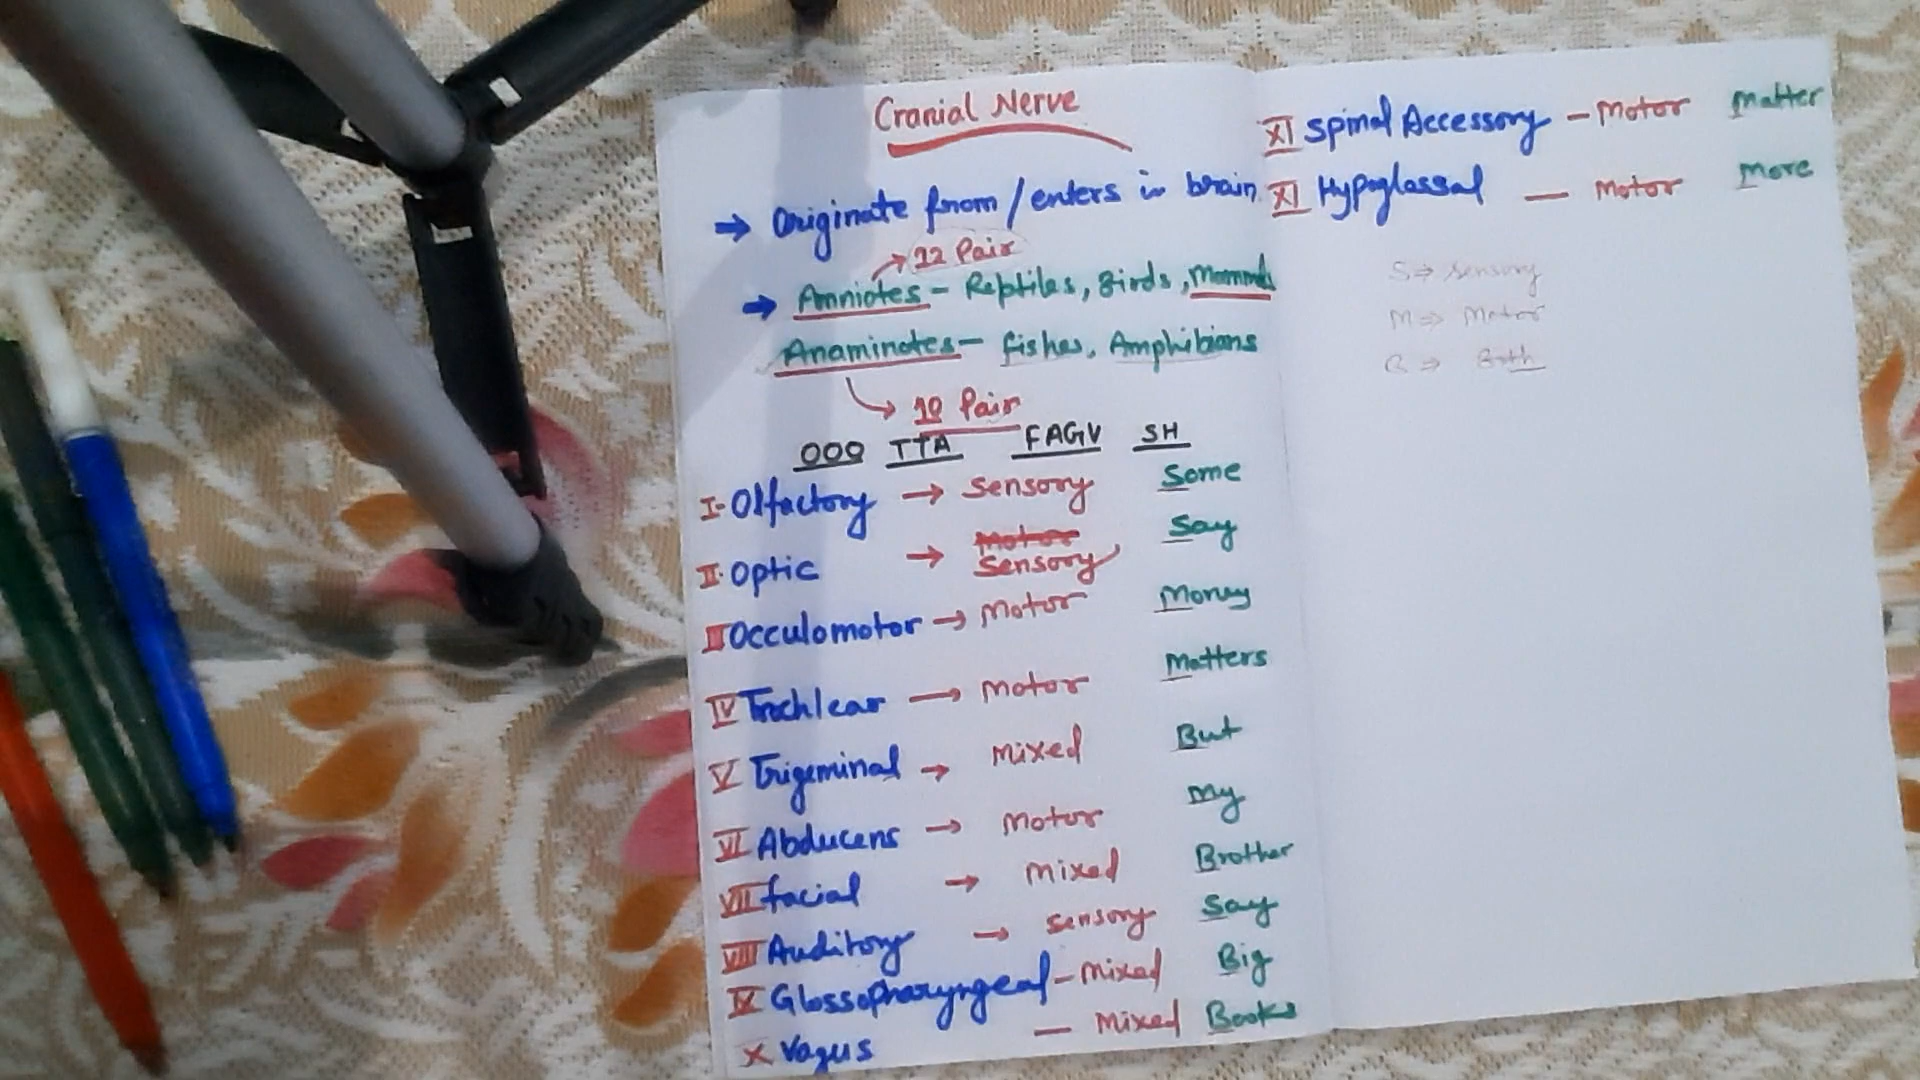 Cranial Nerve
→ Originate from/enters in brain
→ 12 Pair
→ Amniotes - Reptiles, Birds, Mammals
Anaminotes - fishes, Amphibians
→ 10 Pair
OOO TTA FAGV SH
I- Olfactory → Sensory Some
II- Optic → Motor Sensory Say
III Occulomotor → Motor Money
IV Trochlear → Motor Matters
V Trigeminal → Mixed But
VI Abducens → Motor My
VII facial → Mixed Brother
VIII Auditory → Sensory Say
IX Glossopharyngeal - Mixed Big
X Vagus — Mixed Books
XI Spinal Accessory - Motor Matter
XI Hypoglassal — Motor More
S ⇒ Sensory
M ⇒ Motor
B ⇒ Both